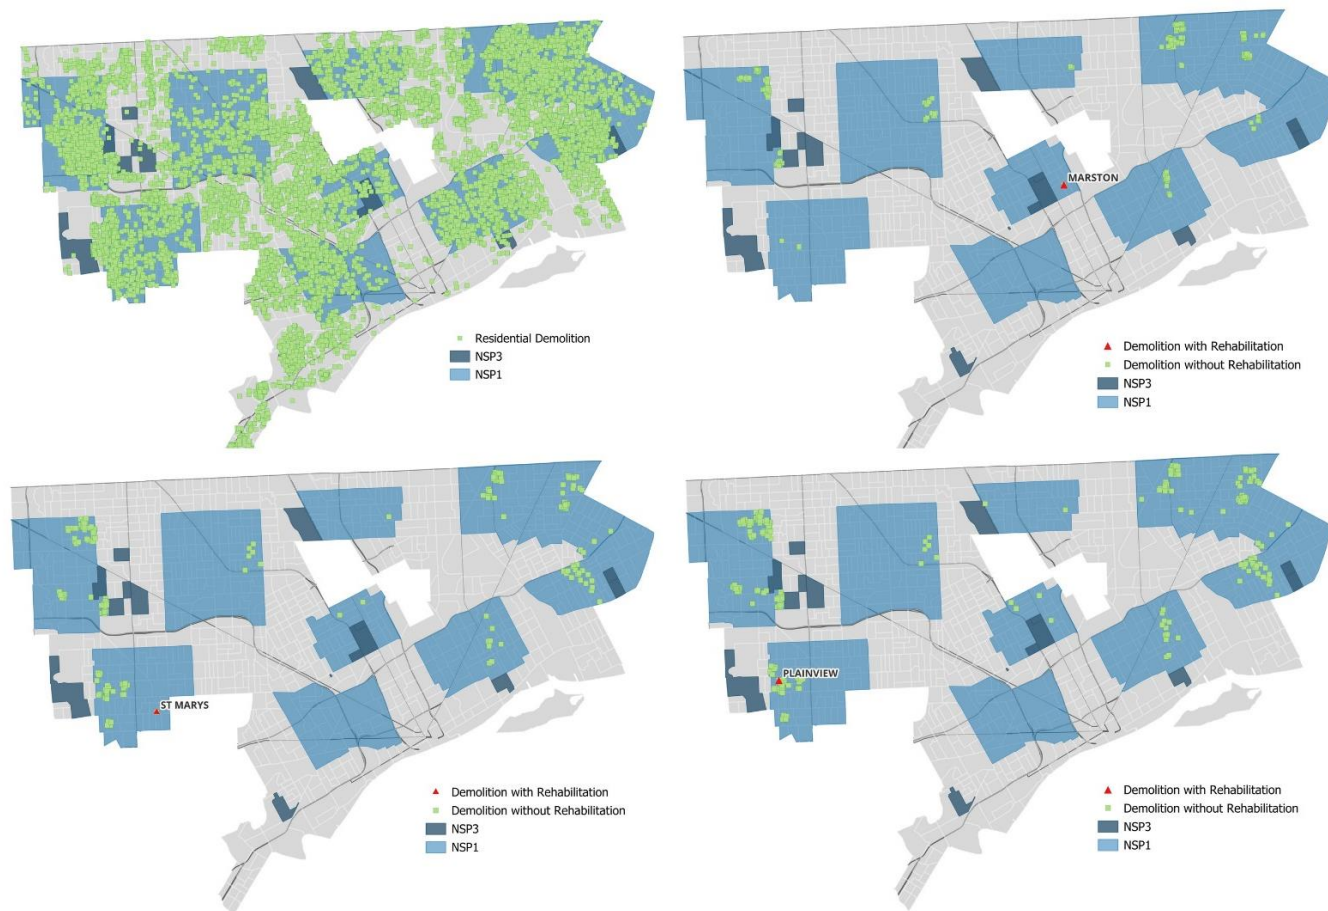 Residential Demolition
NSP3
NSP1
MARSTON
Demolition with Rehabilitation
Demolition without Rehabilitation
NSP3
NSP1
ST MARYS
Demolition with Rehabilitation
Demolition without Rehabilitation
NSP3
NSP1
PLAINVIEW
Demolition with Rehabilitation
Demolition without Rehabilitation
NSP3
NSP1